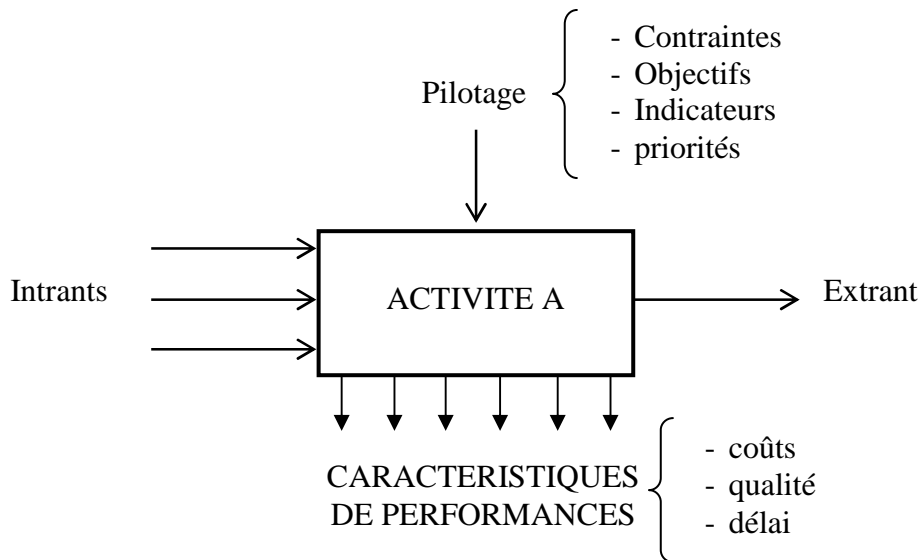 Pilotage
- Contraintes
- Objectifs
- Indicateurs
- priorités
Intrants
ACTIVITE A
Extrant
CARACTERISTIQUES
DE PERFORMANCES
- coûts
- qualité
- délai